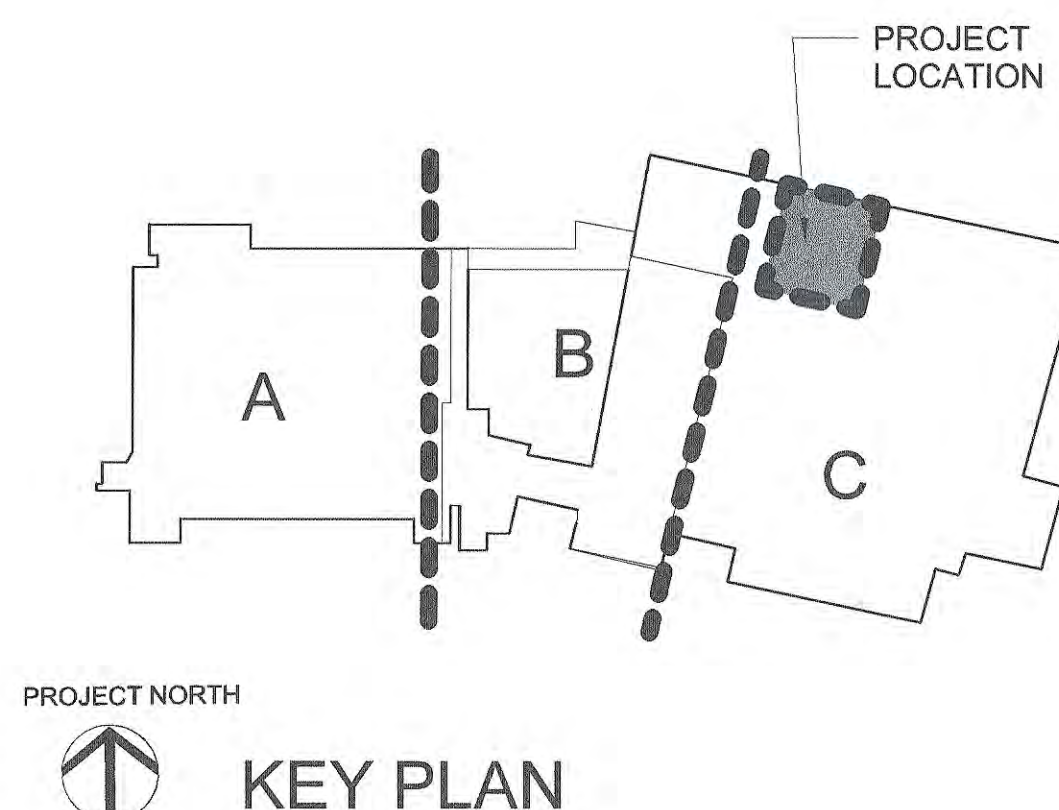 PROJECT
LOCATION
A
B
C
PROJECT NORTH
KEY PLAN